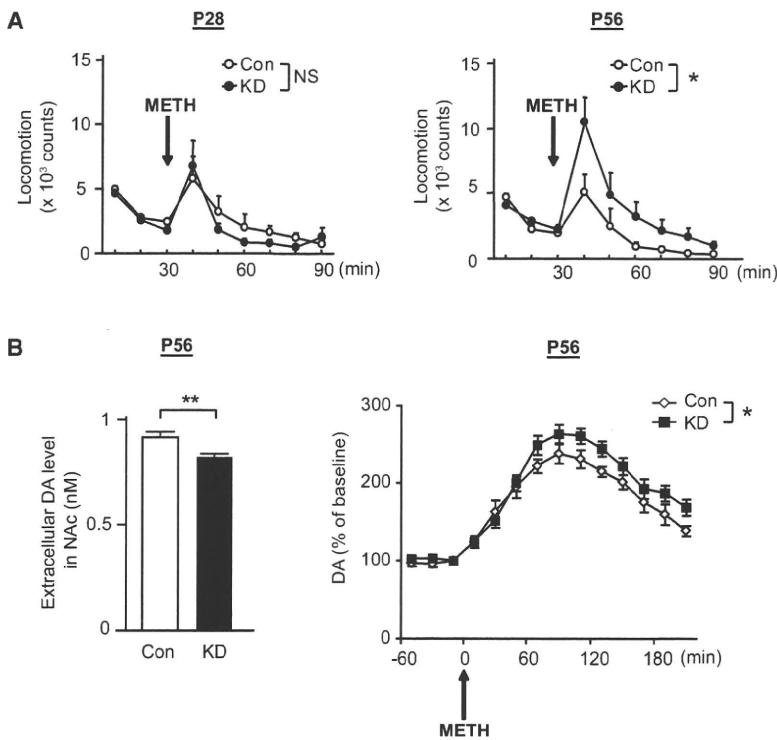 A
P28
P56
15
10
5
0
Locomotion
(x 10³ counts)
METH
Con
KD
NS
30
60
90
(min)
15
10
5
0
Locomotion
(x 10³ counts)
METH
Con
KD
*
0
30
60
90
(min)
B
P56
P56
1
0.5
0
Extracellular DA level
in NAc (nM)
**
Con
KD
300
200
100
0
DA (% of baseline)
Con
KD
*
-60
0
60
120
180
(min)
METH